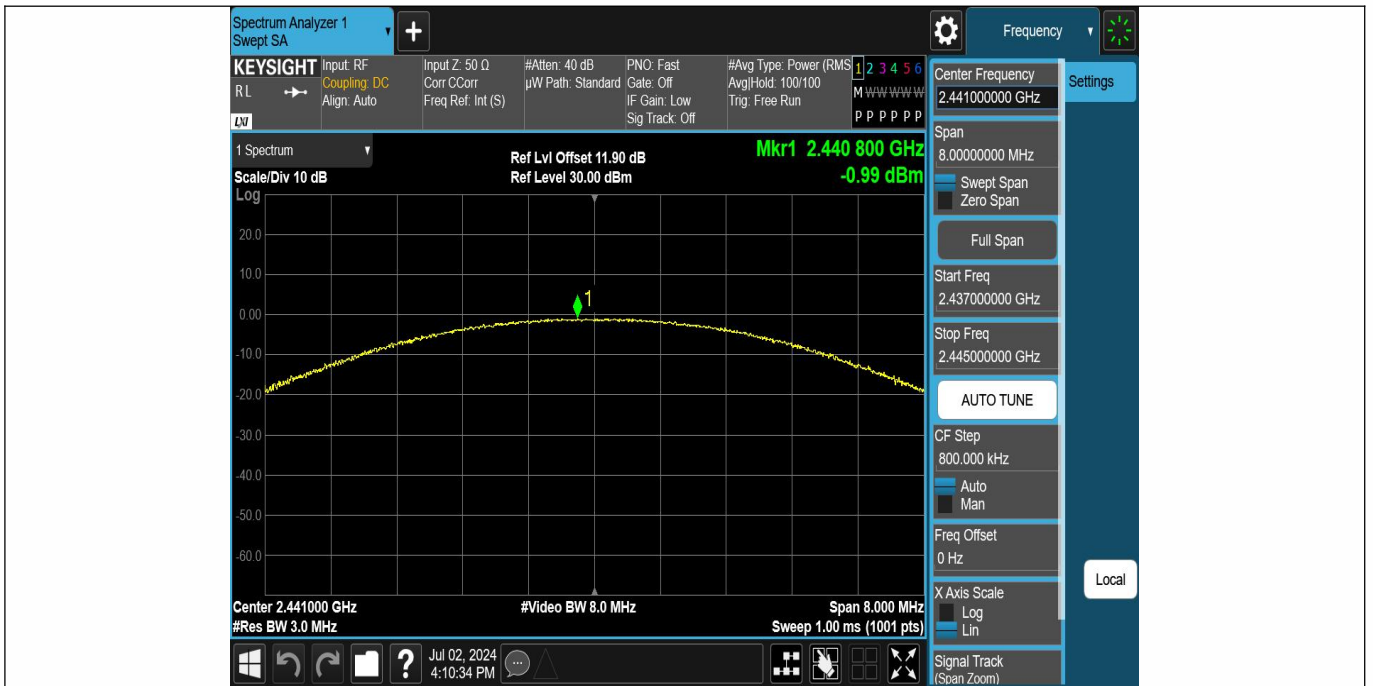 Spectrum Analyzer 1
Swept SA
+
Frequency
KEYSIGHT
RL
LXI
Input: RF
Coupling: DC
Align: Auto
Input Z: 50 Ω
Corr CCorr
Freq Ref: Int (S)
#Atten: 40 dB
µW Path: Standard
PNO: Fast
Gate: Off
IF Gain: Low
Sig Track: Off
#Avg Type: Power (RMS
Avg|Hold: 100/100
Trig: Free Run
1 2 3 4 5 6
M W W W W W
P P P P P P
Center Frequency
2.441000000 GHz
Settings
1 Spectrum
Scale/Div 10 dB
Ref Lvl Offset 11.90 dB
Ref Level 30.00 dBm
Mkr1 2.440 800 GHz
-0.99 dBm
Span
8.00000000 MHz
Swept Span
Zero Span
Full Span
Start Freq
2.437000000 GHz
Stop Freq
2.445000000 GHz
AUTO TUNE
CF Step
800.000 kHz
Auto
Man
Freq Offset
0 Hz
X Axis Scale
Log
Lin
Signal Track
(Span Zoom)
Local
Log
20.0
10.0
0.00
-10.0
-20.0
-30.0
-40.0
-50.0
-60.0
1
Center 2.441000 GHz
#Res BW 3.0 MHz
#Video BW 8.0 MHz
Span 8.000 MHz
Sweep 1.00 ms (1001 pts)
?
Jul 02, 2024
4:10:34 PM